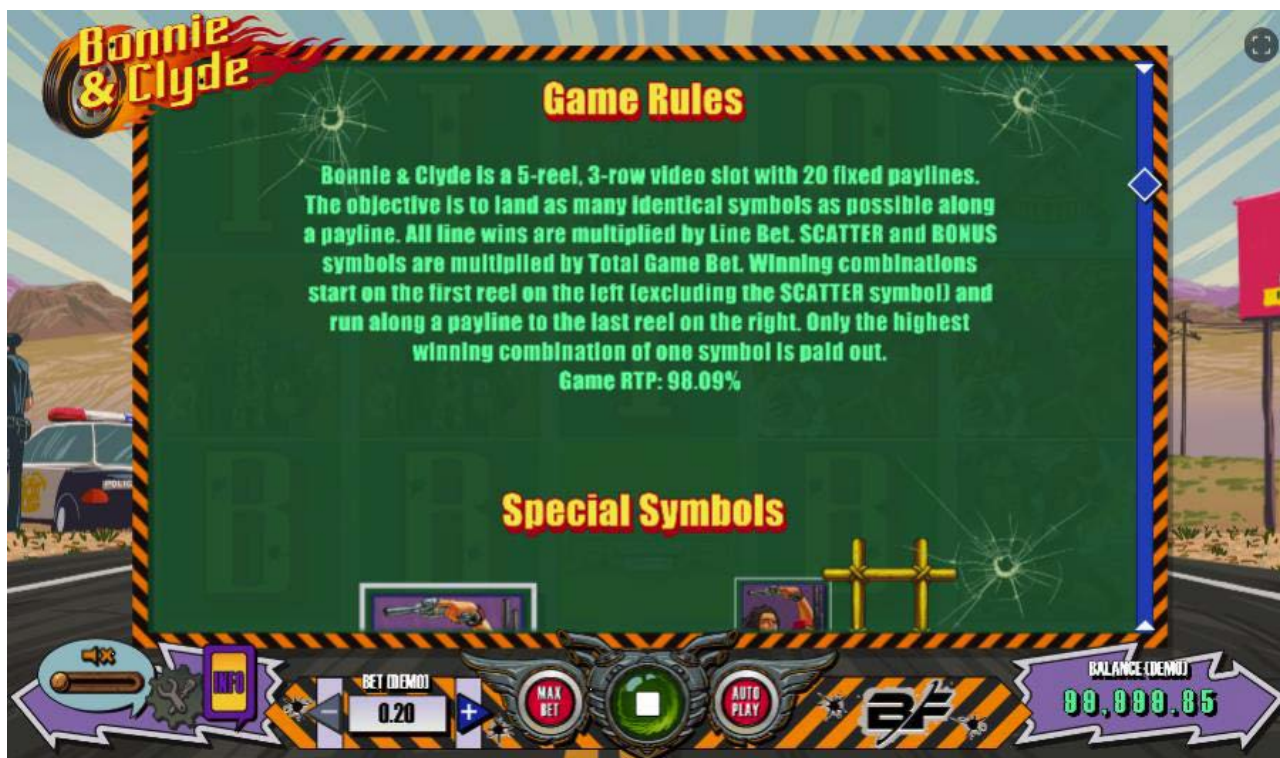 Bonnie
& Clyde
Game Rules
Bonnie & Clyde is a 5-reel, 3-row video slot with 20 fixed paylines.
The objective is to land as many identical symbols as possible along
a payline. All line wins are multiplied by Line Bet. SCATTER and BONUS
symbols are multiplied by Total Game Bet. Winning combinations
start on the first reel on the left (excluding the SCATTER symbol) and
run along a payline to the last reel on the right. Only the highest
winning combination of one symbol is paid out.
Game RTP: 98.09%
Special Symbols
INFO
BET (DEMO)
0.20
MAX
BET
AUTO
PLAY
BF
BALANCE (DEMO)
99,999.85